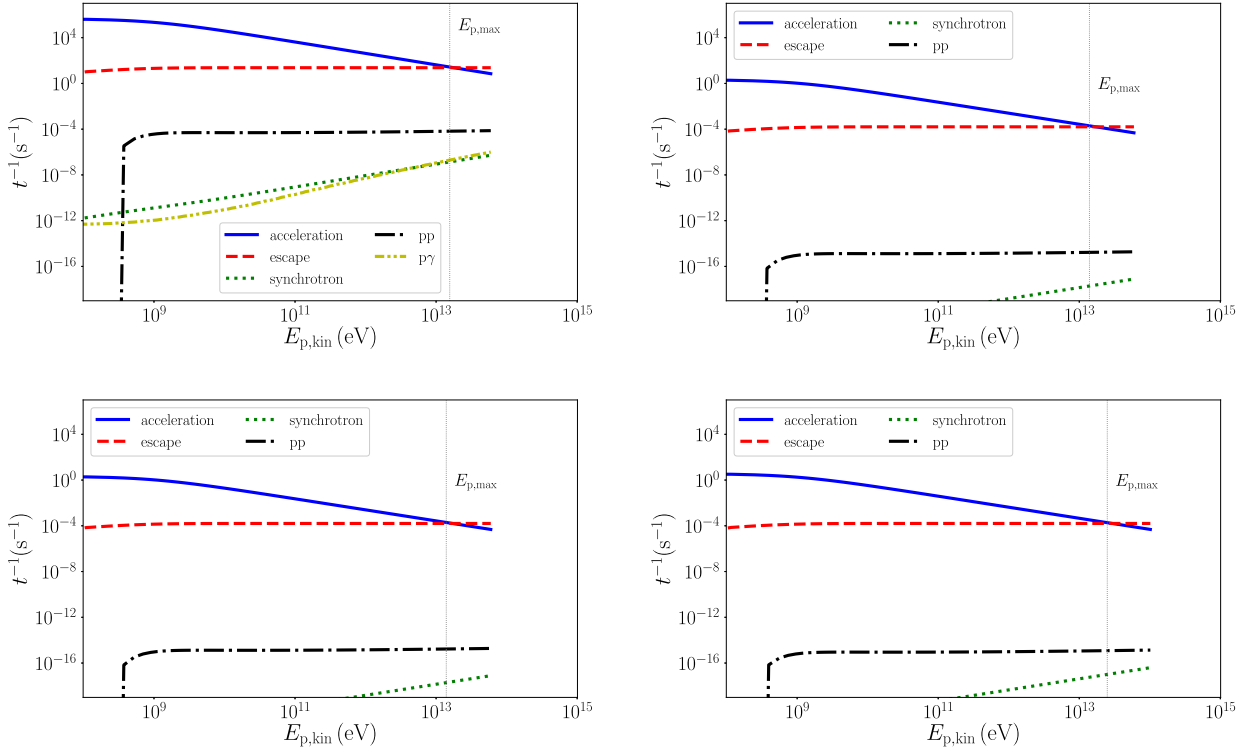 acceleration
escape
synchrotron
pp
pγ
E_p,max
10^4
10^0
10^−4
10^−8
10^−12
10^−16
t^−1(s^−1)
10^9 10^11 10^13 10^15
E_p,kin (eV)
acceleration
escape
synchrotron
pp
E_p,max
10^4
10^0
10^−4
10^−8
10^−12
10^−16
t^−1(s^−1)
10^9 10^11 10^13 10^15
E_p,kin (eV)
acceleration
escape
synchrotron
pp
E_p,max
10^4
10^0
10^−4
10^−8
10^−12
10^−16
t^−1(s^−1)
10^9 10^11 10^13 10^15
E_p,kin (eV)
acceleration
escape
synchrotron
pp
E_p,max
10^4
10^0
10^−4
10^−8
10^−12
10^−16
t^−1(s^−1)
10^9 10^11 10^13 10^15
E_p,kin (eV)